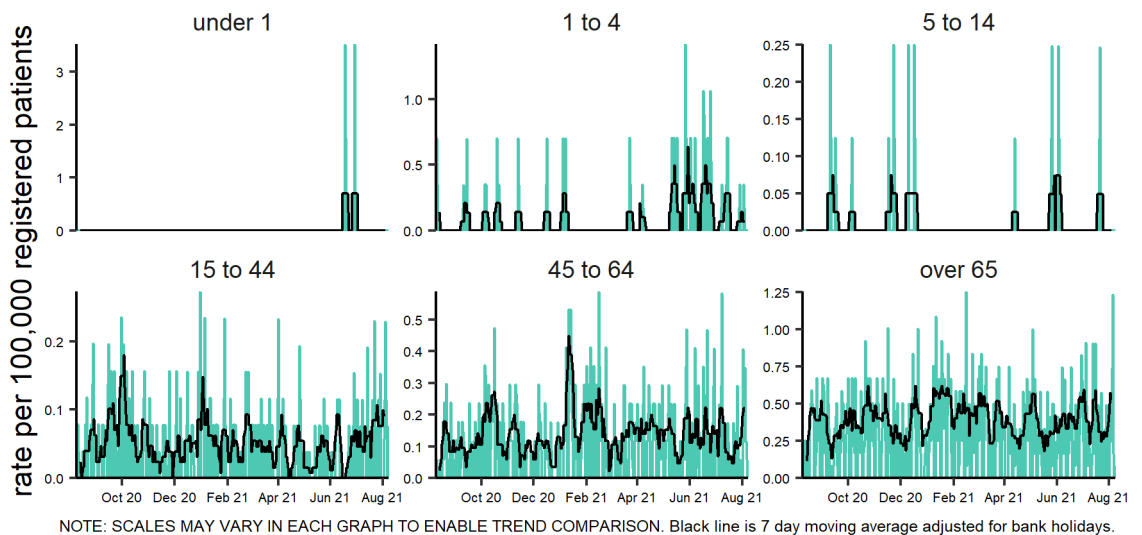 rate per 100,000 registered patients
under 1
3
2
1
0
1 to 4
1.0
0.5
0.0
5 to 14
0.25
0.20
0.15
0.10
0.05
0.00
15 to 44
0.2
0.1
0.0
Oct 20 Dec 20 Feb 21 Apr 21 Jun 21 Aug 21
45 to 64
0.5
0.4
0.3
0.2
0.1
0.0
Oct 20 Dec 20 Feb 21 Apr 21 Jun 21 Aug 21
over 65
1.25
1.00
0.75
0.50
0.25
0.00
Oct 20 Dec 20 Feb 21 Apr 21 Jun 21 Aug 21
NOTE: SCALES MAY VARY IN EACH GRAPH TO ENABLE TREND COMPARISON. Black line is 7 day moving average adjusted for bank holidays.